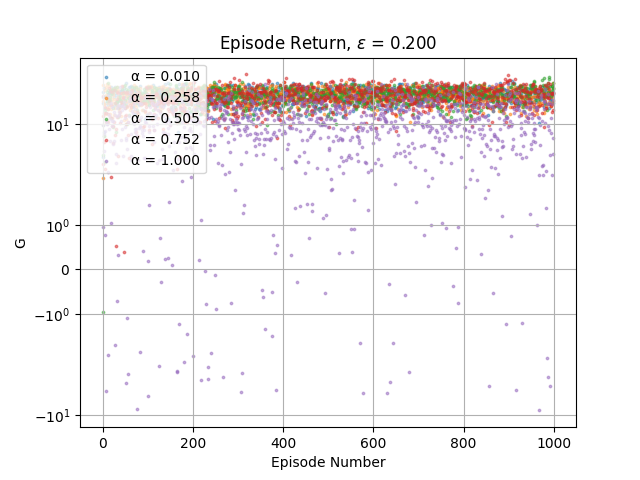 Episode Return, ε = 0.200
α = 0.010
α = 0.258
α = 0.505
α = 0.752
α = 1.000
10¹
10⁰
0
−10⁰
−10¹
G
0 200 400 600 800 1000
Episode Number